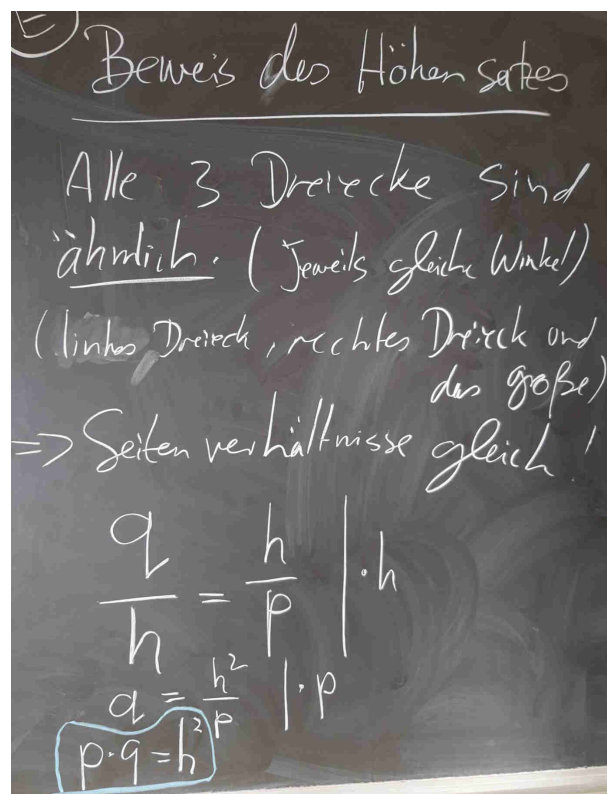 E
Beweis des Höhensatzes
Alle 3 Dreiecke sind
ähnlich. (Jeweils gleiche Winkel)
(linkes Dreieck, rechtes Dreieck und
das große)
=> Seitenverhältnisse gleich!
q/h = h/p | · h
q = h²/p | · p
p · q = h²